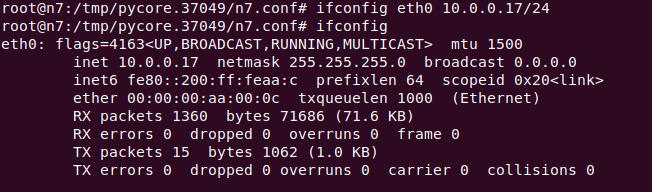 root@n7:/tmp/pycore.37049/n7.conf# ifconfig eth0 10.0.0.17/24
root@n7:/tmp/pycore.37049/n7.conf# ifconfig
eth0: flags=4163<UP,BROADCAST,RUNNING,MULTICAST>  mtu 1500
        inet 10.0.0.17  netmask 255.255.255.0  broadcast 0.0.0.0
        inet6 fe80::200:ff:feaa:c  prefixlen 64  scopeid 0x20<link>
        ether 00:00:00:aa:00:0c  txqueuelen 1000  (Ethernet)
        RX packets 1360  bytes 71686 (71.6 KB)
        RX errors 0  dropped 0  overruns 0  frame 0
        TX packets 15  bytes 1062 (1.0 KB)
        TX errors 0  dropped 0 overruns 0  carrier 0  collisions 0